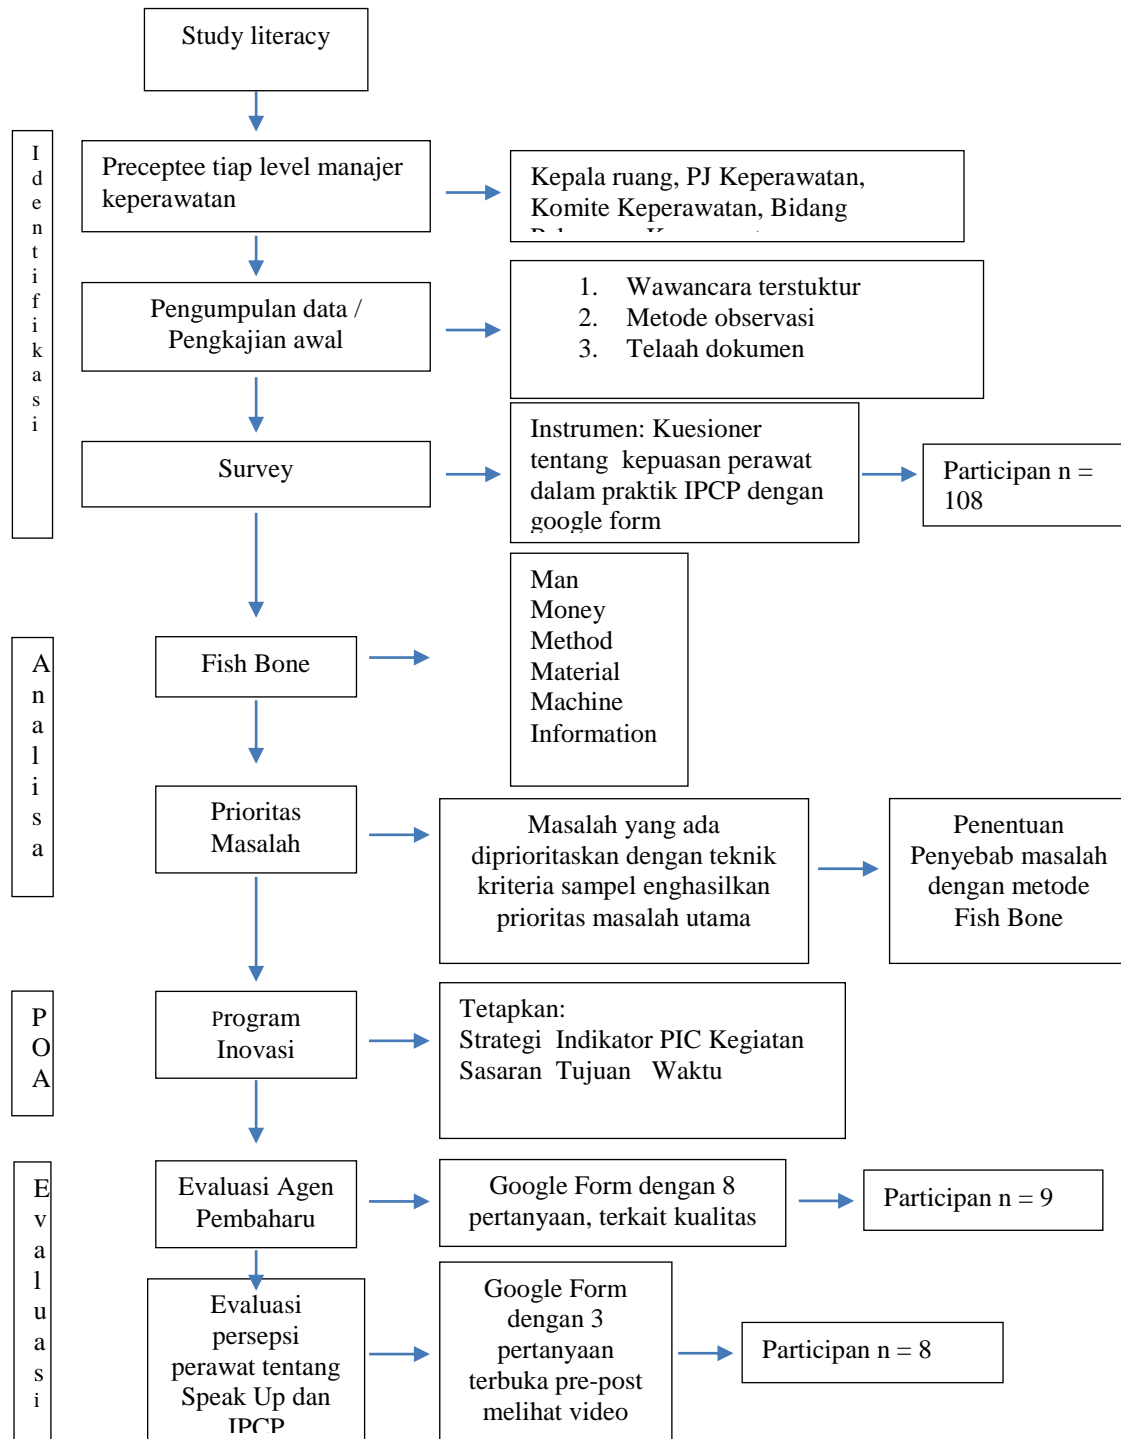 Study literacy
Identifikasi
Preceptee tiap level manajer
keperawatan
Kepala ruang, PJ Keperawatan,
Komite Keperawatan, Bidang
Pengumpulan data /
Pengkajian awal
1. Wawancara terstuktur
2. Metode observasi
3. Telaah dokumen
Survey
Instrumen: Kuesioner
tentang kepuasan perawat
dalam praktik IPCP dengan
google form
Participan n =
108
Analisa
Fish Bone
Man
Money
Method
Material
Machine
Information
Prioritas
Masalah
Masalah yang ada
diprioritaskan dengan teknik
kriteria sampel enghasilkan
prioritas masalah utama
Penentuan
Penyebab masalah
dengan metode
Fish Bone
POA
Program
Inovasi
Tetapkan:
Strategi Indikator PIC Kegiatan
Sasaran Tujuan Waktu
Evaluasi
Evaluasi Agen
Pembaharu
Google Form dengan 8
pertanyaan, terkait kualitas
Participan n = 9
Evaluasi
persepsi
perawat tentang
Speak Up dan
IPCP
Google Form
dengan 3
pertanyaan
terbuka pre-post
melihat video
Participan n = 8